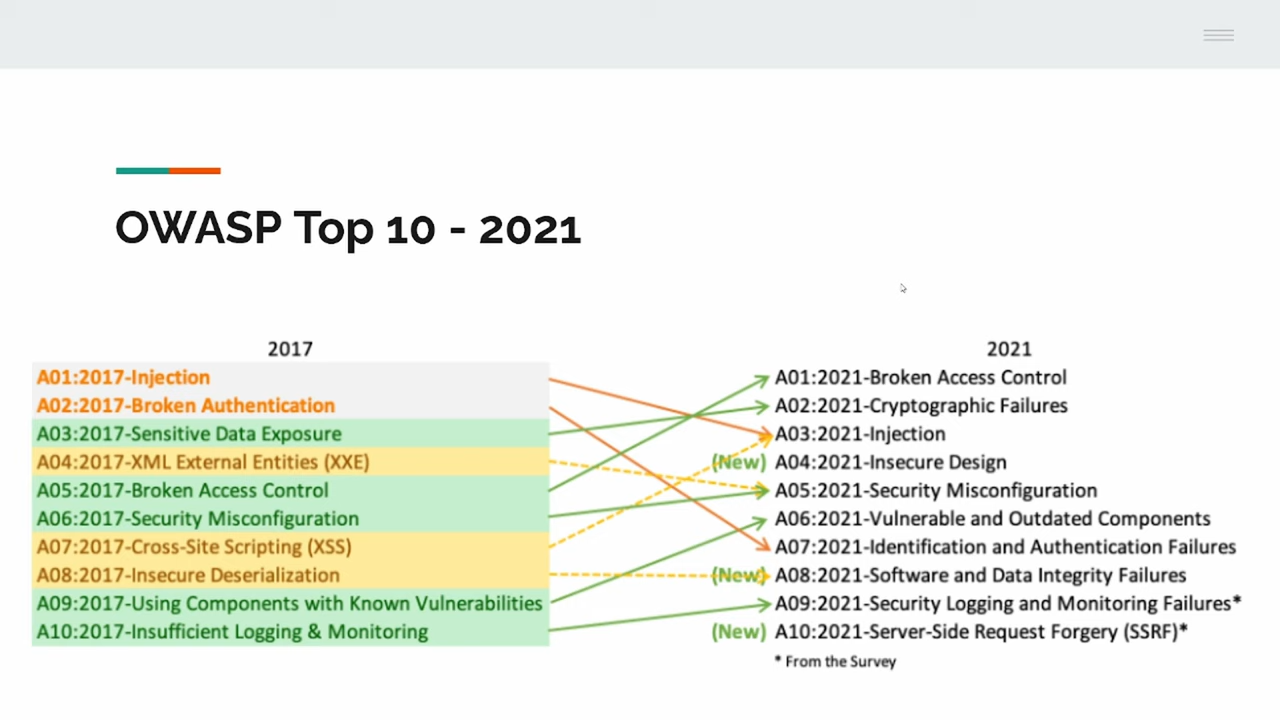 OWASP Top 10 - 2021
2017
A01:2017-Injection
A02:2017-Broken Authentication
A03:2017-Sensitive Data Exposure
A04:2017-XML External Entities (XXE)
A05:2017-Broken Access Control
A06:2017-Security Misconfiguration
A07:2017-Cross-Site Scripting (XSS)
A08:2017-Insecure Deserialization
A09:2017-Using Components with Known Vulnerabilities
A10:2017-Insufficient Logging & Monitoring
2021
A01:2021-Broken Access Control
A02:2021-Cryptographic Failures
A03:2021-Injection
(New) A04:2021-Insecure Design
A05:2021-Security Misconfiguration
A06:2021-Vulnerable and Outdated Components
A07:2021-Identification and Authentication Failures
(New) A08:2021-Software and Data Integrity Failures
A09:2021-Security Logging and Monitoring Failures*
(New) A10:2021-Server-Side Request Forgery (SSRF)*
* From the Survey